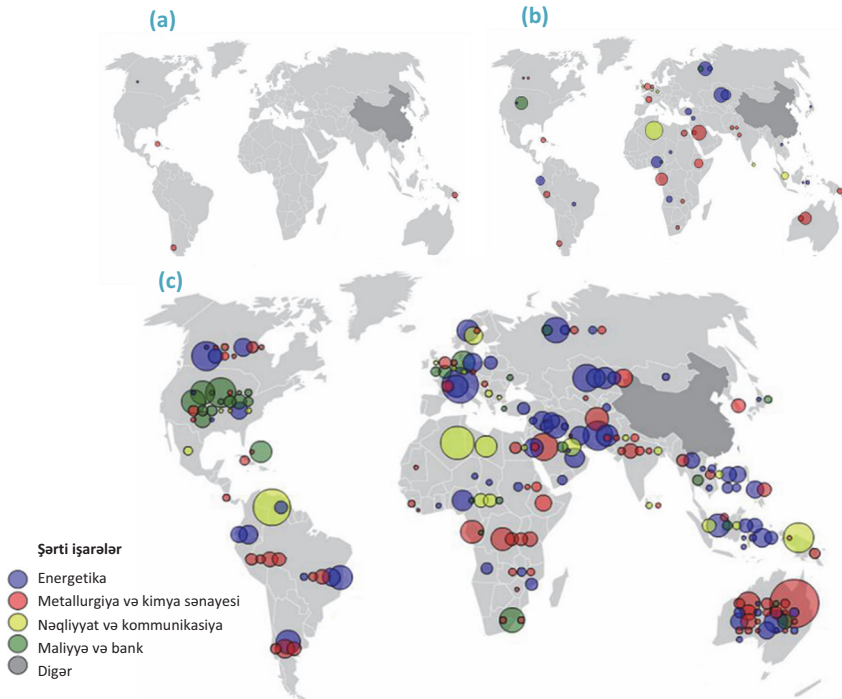 (a)
(b)
(c)
Şərti işarələr
Energetika
Metallurgiya və kimya sənayesi
Nəqliyyat və kommunikasiya
Maliyyə və bank
Digər